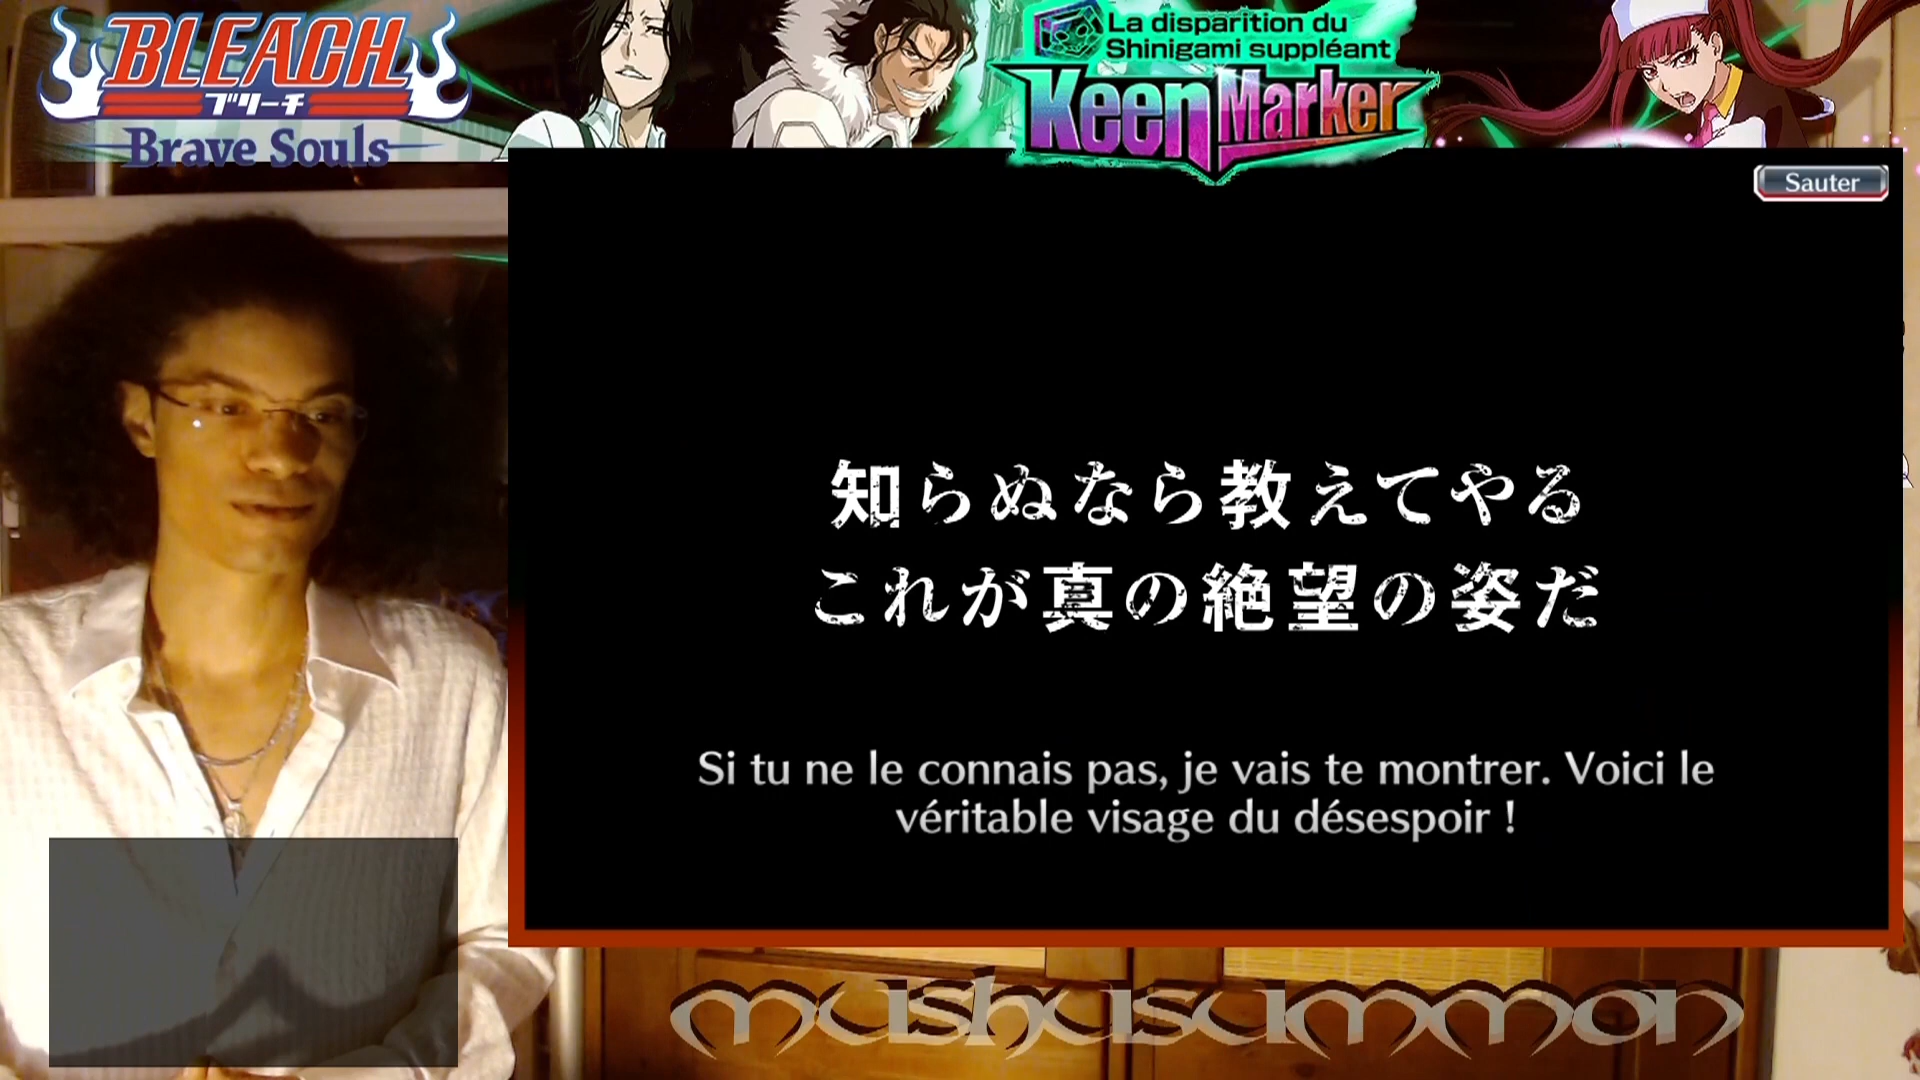 BLEACH
ブリーチ
Brave Souls
La disparition du
Shinigami suppléant
Keen Marker
Sauter
知らぬなら教えてやる
これが真の絶望の姿だ
Si tu ne le connais pas, je vais te montrer. Voici le
véritable visage du désespoir !
mushusummon